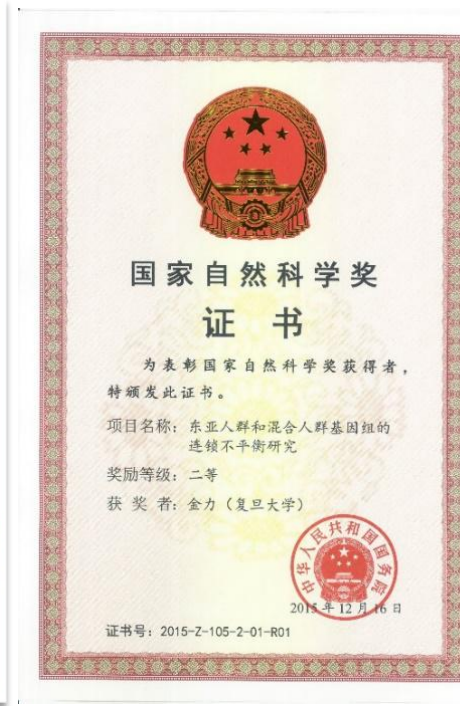 国家自然科学奖
证书
为表彰国家自然科学奖获得者，
特颁发此证书。
项目名称：东亚人群和混合人群基因组的
连锁不平衡研究
奖励等级：二等
获奖者：金力（复旦大学）
中华人民共和国国务院
2015年12月16日
证书号：2015-Z-105-2-01-R01